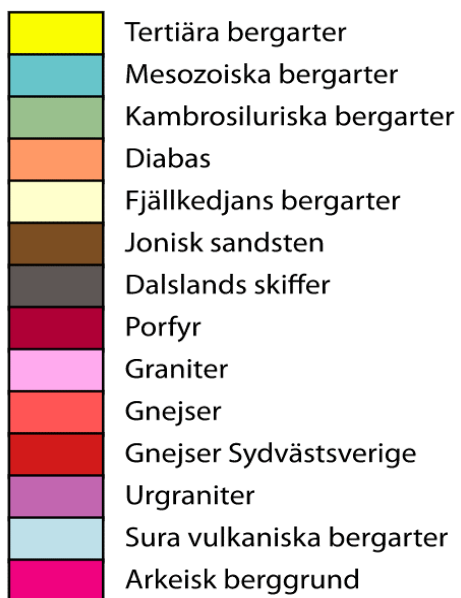 Tertiära bergarter
Mesozoiska bergarter
Kambrosiluriska bergarter
Diabas
Fjällkedjans bergarter
Jonisk sandsten
Dalslands skiffer
Porfyr
Graniter
Gnejser
Gnejser Sydvästsverige
Urgraniter
Sura vulkaniska bergarter
Arkeisk berggrund